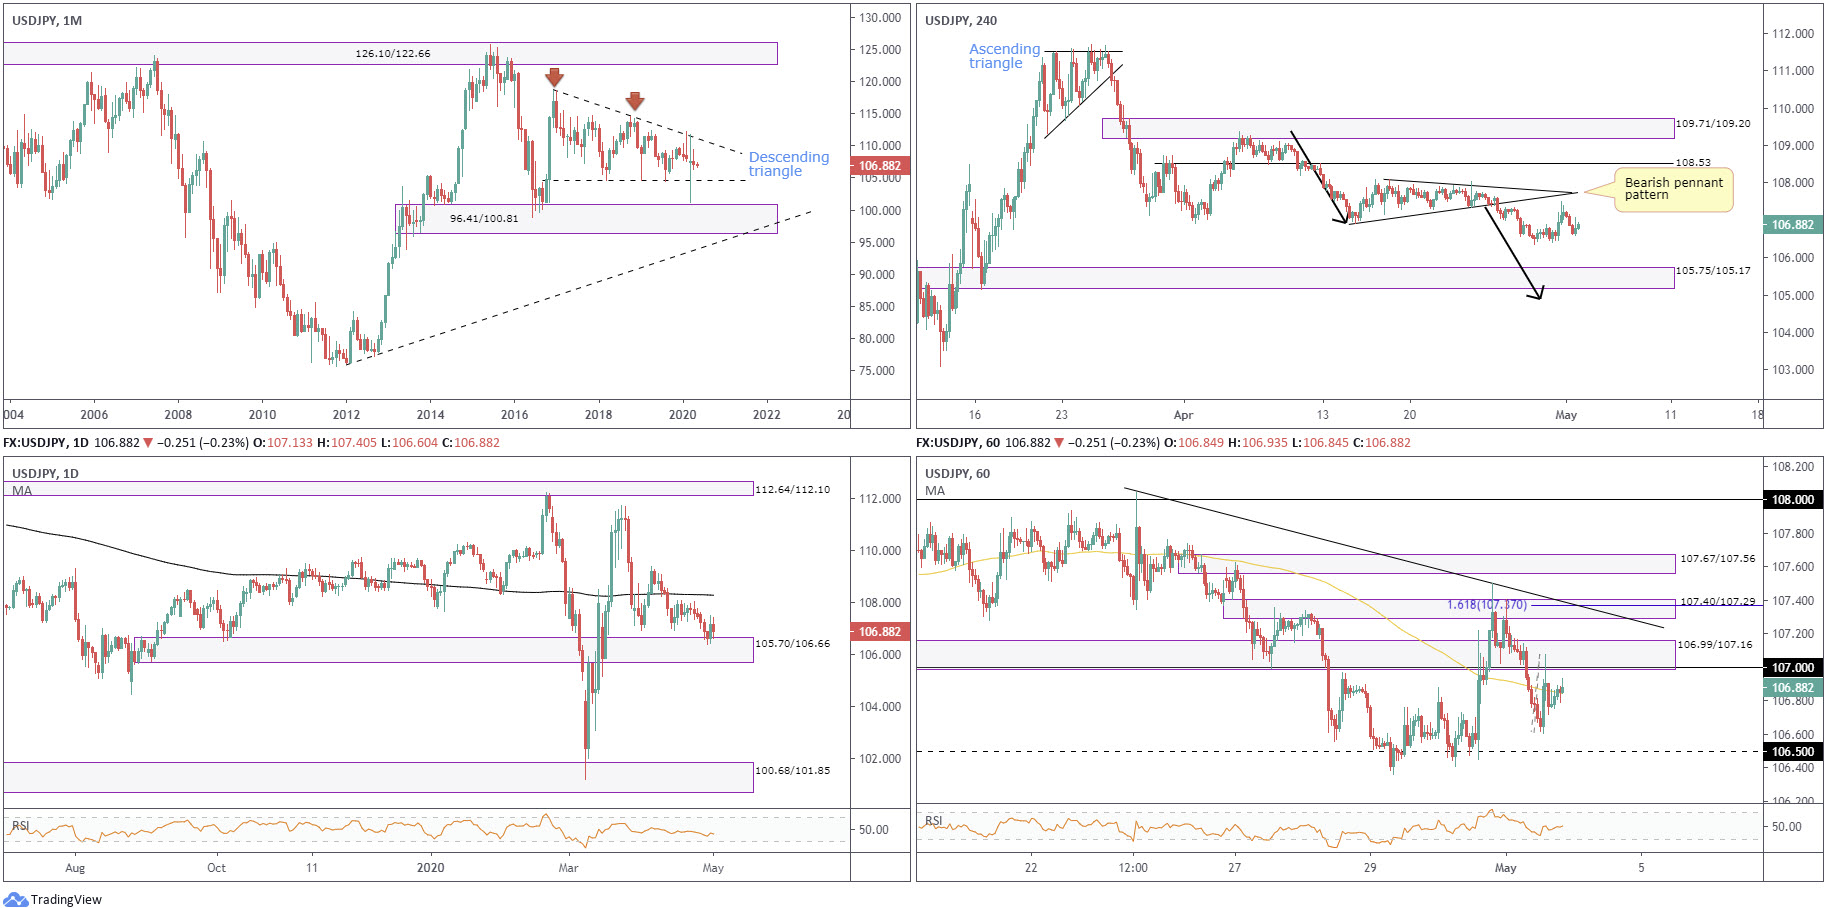 USDJPY, 1M
126.10/122.66
Descending
triangle
96.41/100.81
130.000
125.000
120.000
115.000
110.000
106.882
105.000
100.000
95.000
90.000
85.000
80.000
75.000
004 2006 2008 2010 2012 2014 2016 2018 2020 2022 20
USDJPY, 240
Ascending
triangle
109.71/109.20
108.53
Bearish pennant
pattern
105.75/105.17
112.000
111.000
110.000
109.000
108.000
106.882
106.000
105.000
104.000
103.000
16 23 Apr 13 20 May 11 18
FX:USDJPY, 1D 106.882 ▼ −0.251 (−0.23%) O:107.133 H:107.405 L:106.604 C:106.882
USDJPY, 1D
MA
112.64/112.10
105.70/106.66
100.68/101.85
112.000
110.000
108.000
106.882
106.000
104.000
102.000
RSI
50.00
Aug Oct 11 2020 Mar May
FX:USDJPY, 60 106.882 ▼ −0.251 (−0.23%) O:106.849 H:106.935 L:106.845 C:106.882
USDJPY, 60
MA
107.67/107.56
1.618(107.370)
107.40/107.29
106.99/107.16
108.200
108.000
107.800
107.600
107.400
107.200
107.000
106.882
106.800
106.600
106.500
106.400
106.200
RSI
50.00
22 12:00 27 29 May 5
TradingView